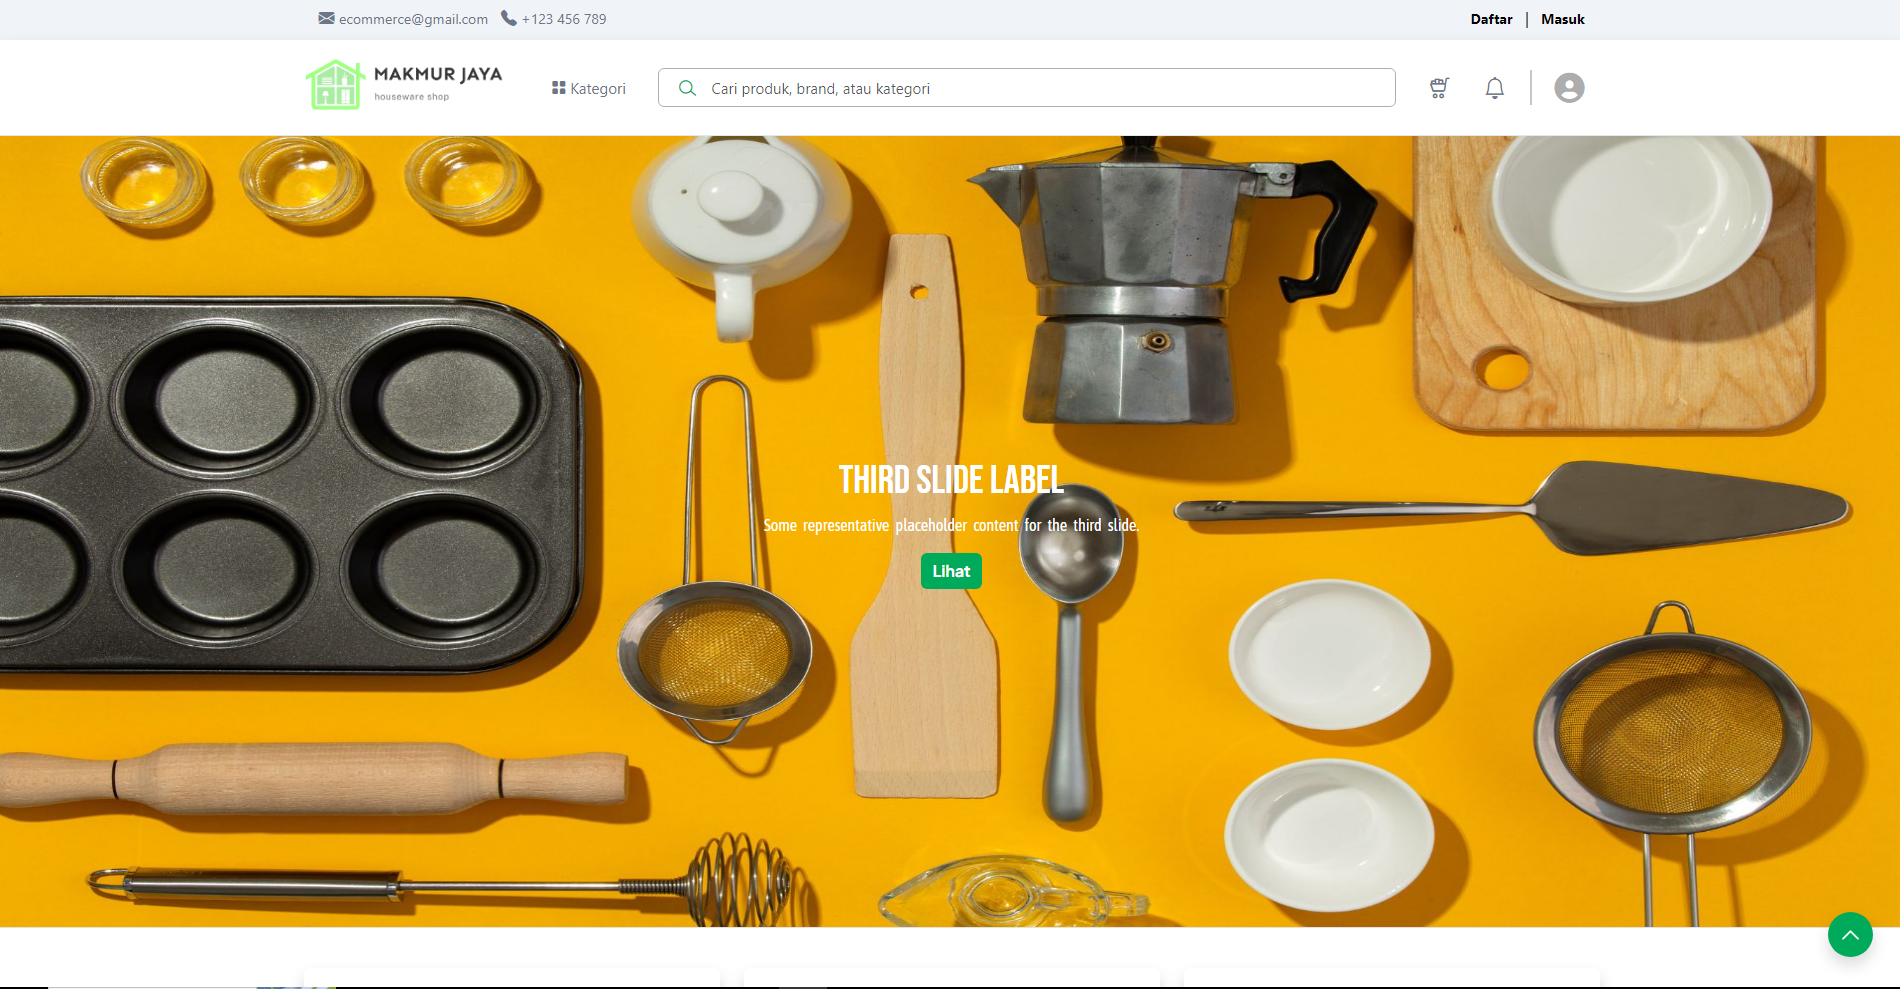 ecommerce@gmail.com +123 456 789 Daftar | Masuk
MAKMUR JAYA
houseware shop
Kategori
Cari produk, brand, atau kategori
THIRD SLIDE LABEL
Some representative placeholder content for the third slide.
Lihat